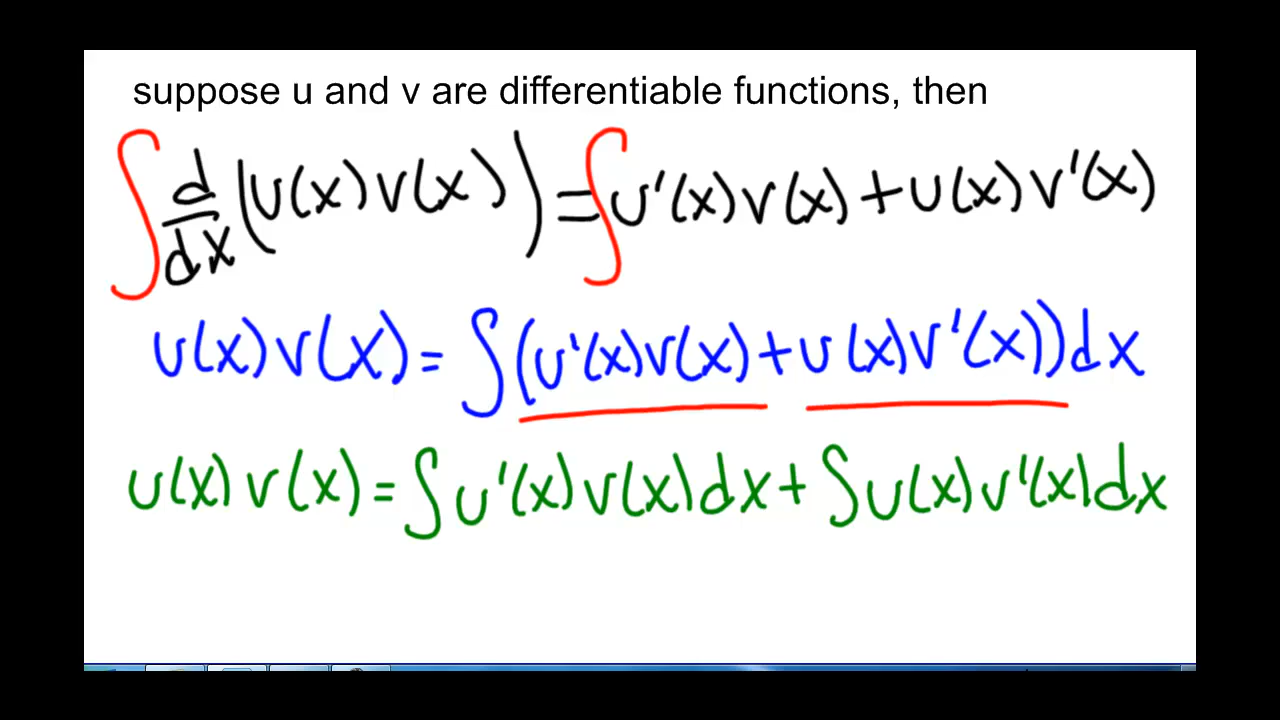 suppose u and v are differentiable functions, then
∫ d/dx (u(x)v(x)) = ∫ u'(x)v(x) + u(x)v'(x)
u(x)v(x) = ∫(u'(x)v(x) + u(x)v'(x))dx
u(x)v(x) = ∫u'(x)v(x)dx + ∫u(x)v'(x)dx